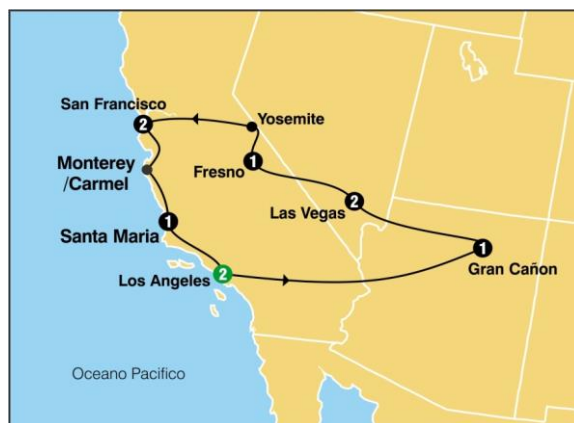 San Francisco
2
Yosemite
Monterey
/Carmel
Fresno
1
Las Vegas
2
Santa Maria
1
1
Gran Cañon
Los Angeles
2
Oceano Pacifico